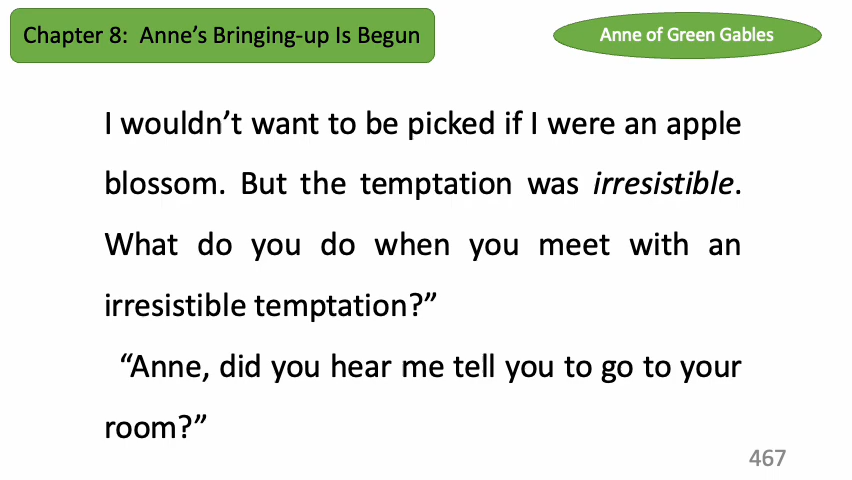 Chapter 8:  Anne’s Bringing-up Is Begun
Anne of Green Gables
I wouldn’t want to be picked if I were an apple
blossom. But the temptation was irresistible.
What do you do when you meet with an
irresistible temptation?”
“Anne, did you hear me tell you to go to your
room?”
467